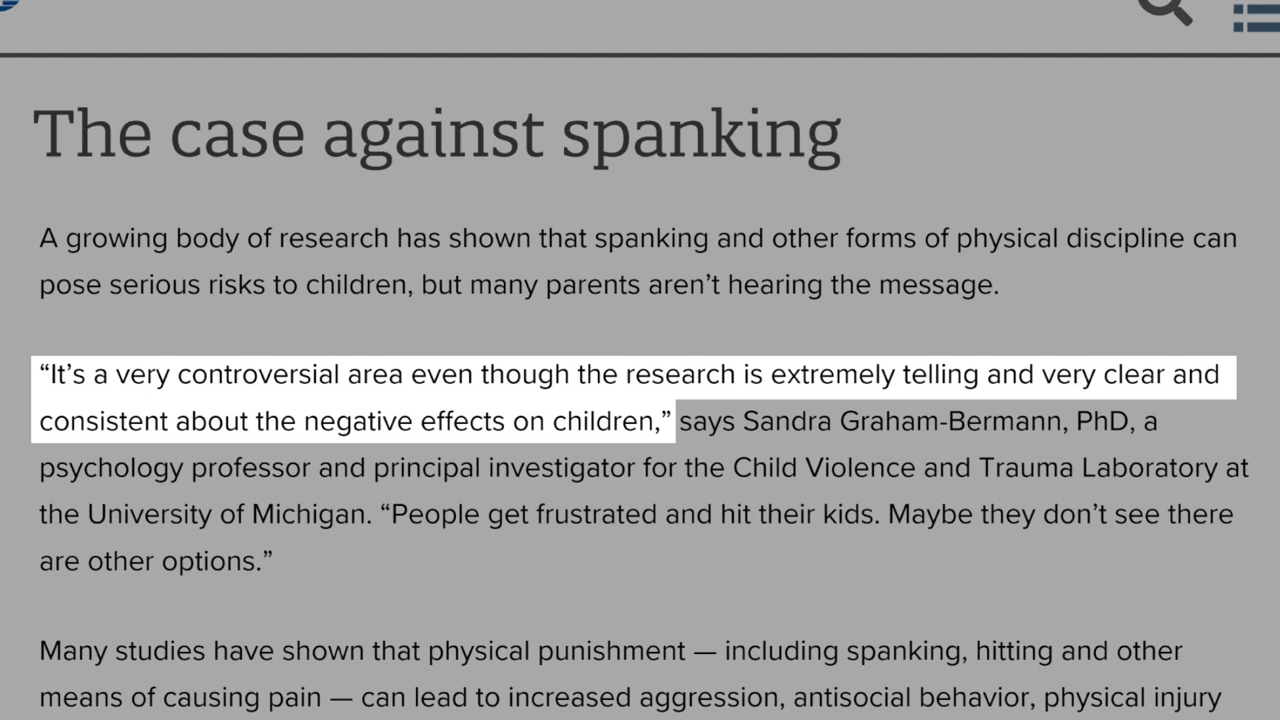 The case against spanking
A growing body of research has shown that spanking and other forms of physical discipline can
pose serious risks to children, but many parents aren’t hearing the message.
“It’s a very controversial area even though the research is extremely telling and very clear and
consistent about the negative effects on children,” says Sandra Graham-Bermann, PhD, a
psychology professor and principal investigator for the Child Violence and Trauma Laboratory at
the University of Michigan. “People get frustrated and hit their kids. Maybe they don’t see there
are other options.”
Many studies have shown that physical punishment — including spanking, hitting and other
means of causing pain — can lead to increased aggression, antisocial behavior, physical injury